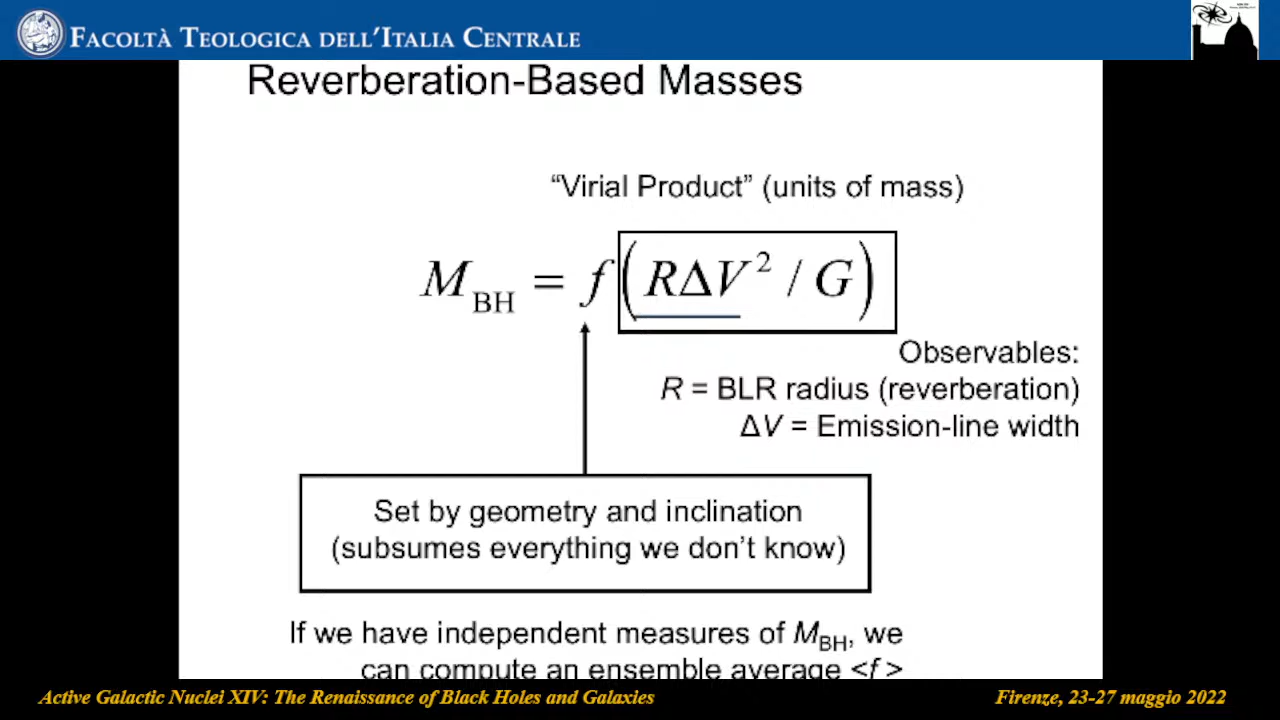 FACOLTÀ TEOLOGICA DELL'ITALIA CENTRALE
Reverberation-Based Masses
“Virial Product” (units of mass)
M_BH = f (RΔV² / G)
Observables:
R = BLR radius (reverberation)
ΔV = Emission-line width
Set by geometry and inclination
(subsumes everything we don’t know)
If we have independent measures of M_BH, we
can compute an ensemble average <f>
Active Galactic Nuclei XIV: The Renaissance of Black Holes and Galaxies
Firenze, 23-27 maggio 2022